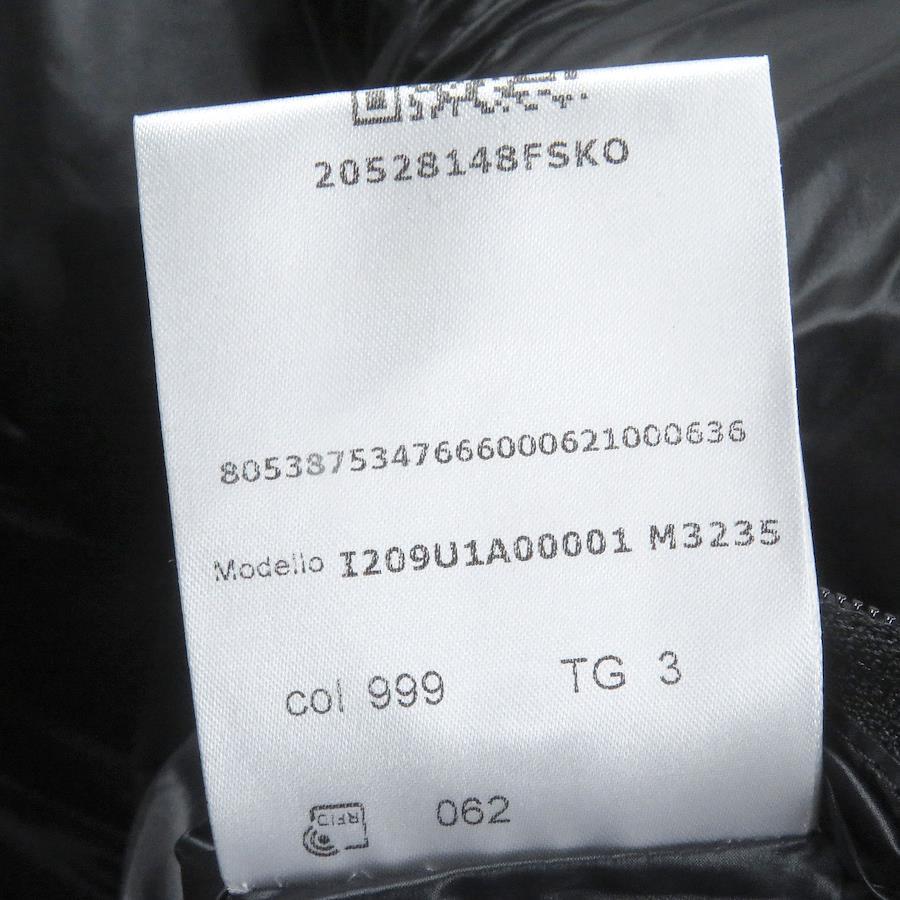 20528148FSKO
8053875347666000621000636
Modello I209U1A00001 M3235
col 999 TG 3
RFID 062